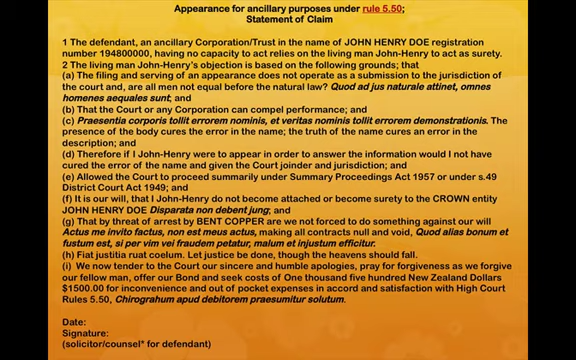 Appearance for ancillary purposes under rule 5.50;
Statement of Claim
1 The defendant, an ancillary Corporation/Trust in the name of JOHN HENRY DOE registration
number 194800000, having no capacity to act relies on the living man John-Henry to act as surety.
2 The living man John-Henry's objection is based on the following grounds; that
(a) The filing and serving of an appearance does not operate as a submission to the jurisdiction of
the court and, are all men not equal before the natural law? Quod ad jus naturale attinet, omnes
homenes aequales sunt; and
(b) That the Court or any Corporation can compel performance; and
(c) Praesentia corporis tollit errorem nominis, et veritas nominis tollit errorem demonstrationis. The
presence of the body cures the error in the name; the truth of the name cures an error in the
description; and
(d) Therefore if I John-Henry were to appear in order to answer the information would I not have
cured the error of the name and given the Court joinder and jurisdiction; and
(e) Allowed the Court to proceed summarily under Summary Proceedings Act 1957 or under s.49
District Court Act 1949; and
(f) It is our will, that I John-Henry do not become attached or become surety to the CROWN entity
JOHN HENRY DOE Disparata non debent jung; and
(g) That by threat of arrest by BENT COPPER are we not forced to do something against our will
Actus me invito factus, non est meus actus, making all contracts null and void, Quod alias bonum et
fustum est, si per vim vei fraudem petatur, malum et injustum efficitur.
(h) Fiat justitia ruat coelum. Let justice be done, though the heavens should fall.
(i) We now tender to the Court our sincere and humble apologies, pray for forgiveness as we forgive
our fellow man, offer our Bond and seek costs of One thousand five hundred New Zealand Dollars
$1500.00 for inconvenience and out of pocket expenses in accord and satisfaction with High Court
Rules 5.50, Chirograhum apud debitorem praesumitur solutum.
Date:
Signature:
(solicitor/counsel* for defendant)